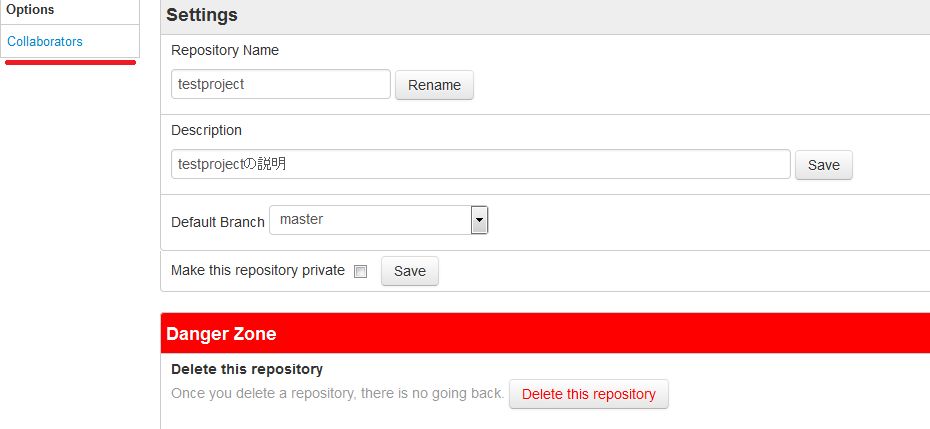 Options
Collaborators
Settings
Repository Name
testproject
Rename
Description
testprojectの説明
Save
Default Branch master
Make this repository private Save
Danger Zone
Delete this repository
Once you delete a repository, there is no going back. Delete this repository